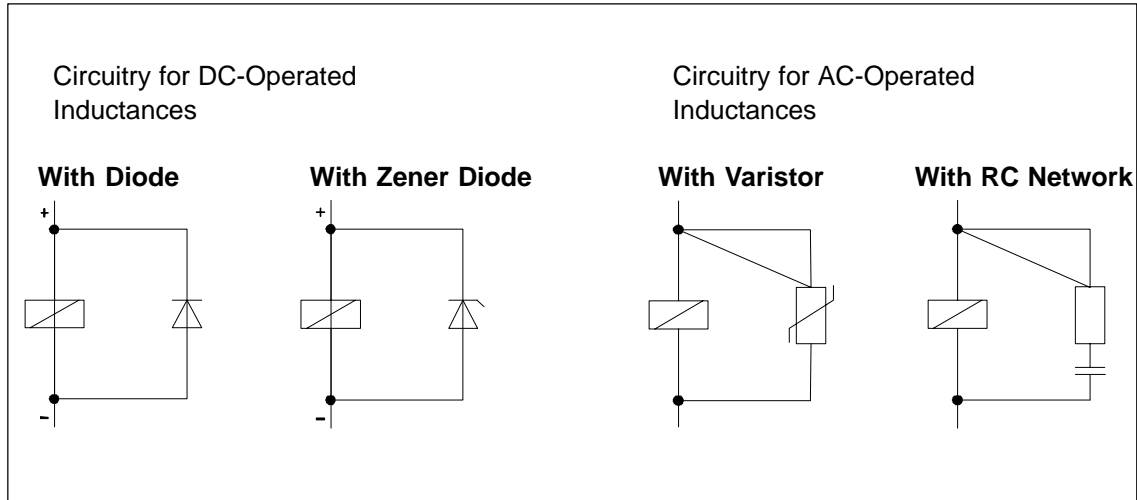 Circuitry for DC-Operated
Inductances
Circuitry for AC-Operated
Inductances
With Diode
With Zener Diode
With Varistor
With RC Network
+
+
-
-